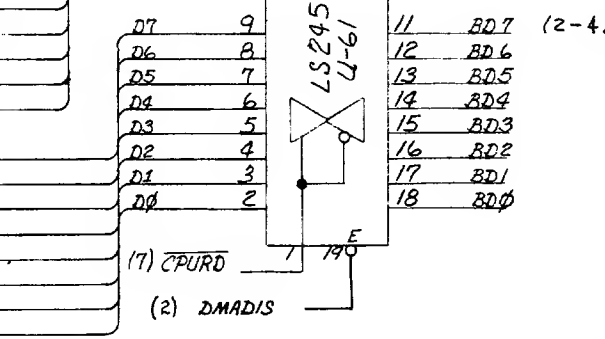 D7 9 LS245 U-61 11 BD7 (2-4,
D6 8 12 BD6
D5 7 13 BD5
D4 6 14 BD4
D3 5 15 BD3
D2 4 16 BD2
D1 3 17 BD1
DØ 2 18 BDØ
1 19 E
(7) CPURD
(2) DMADIS